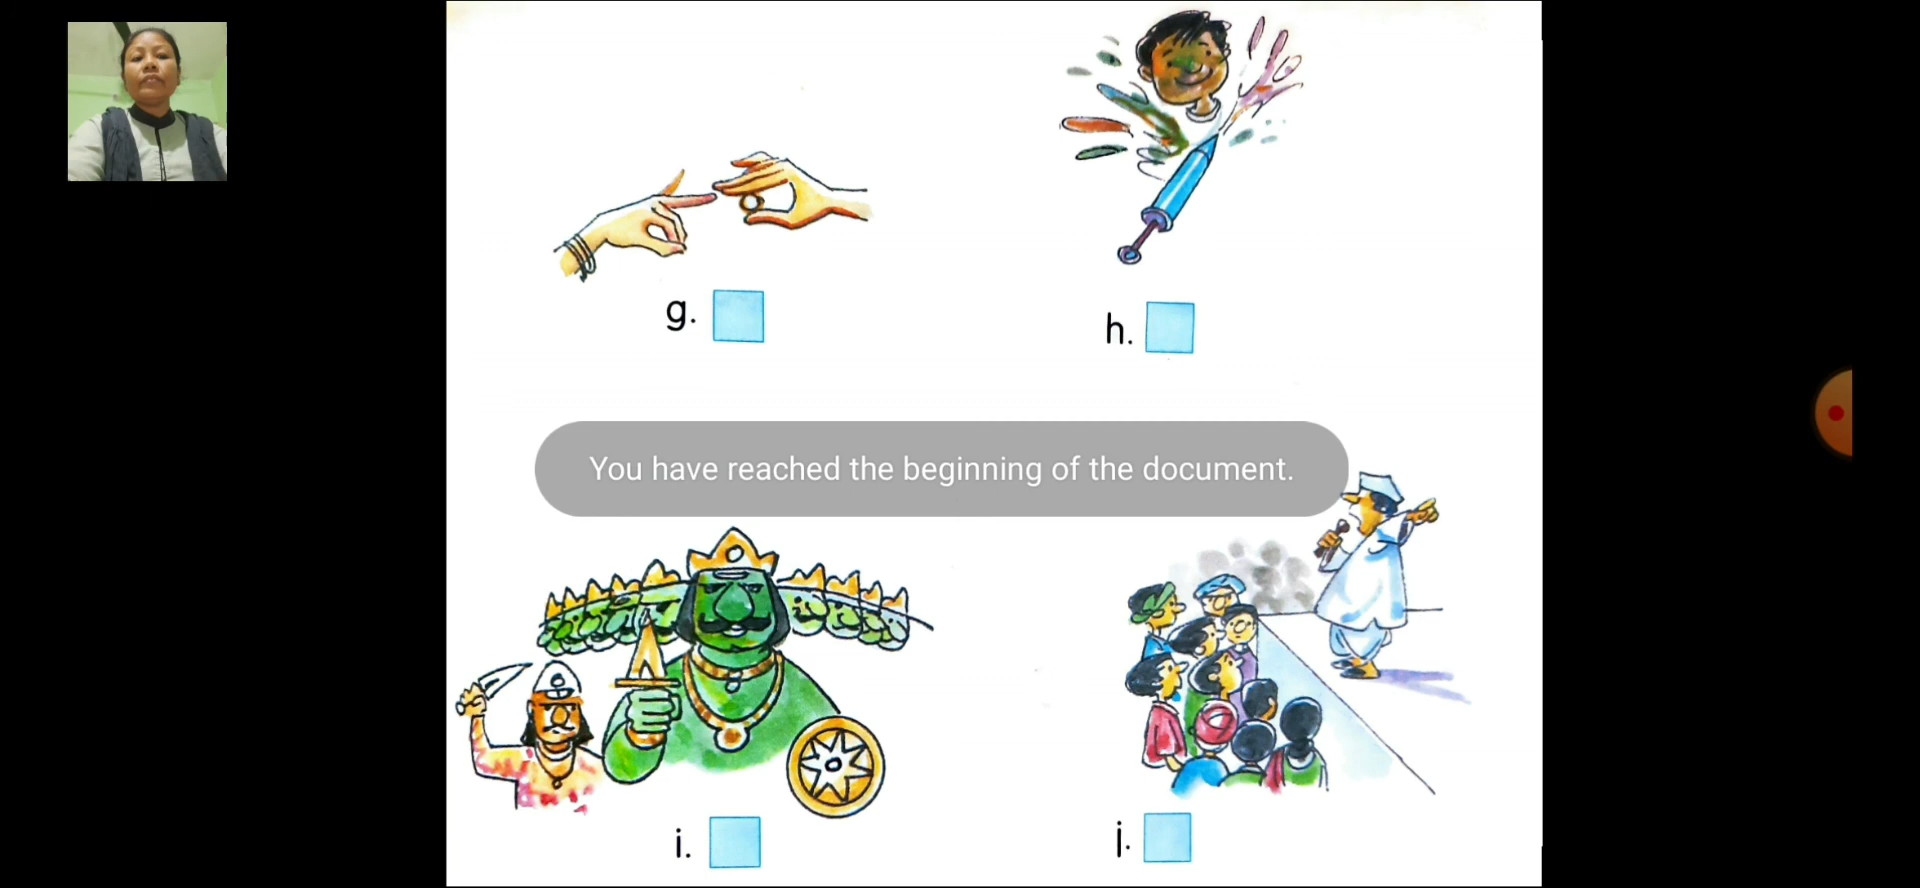 g.
h.
You have reached the beginning of the document.
i.
j.